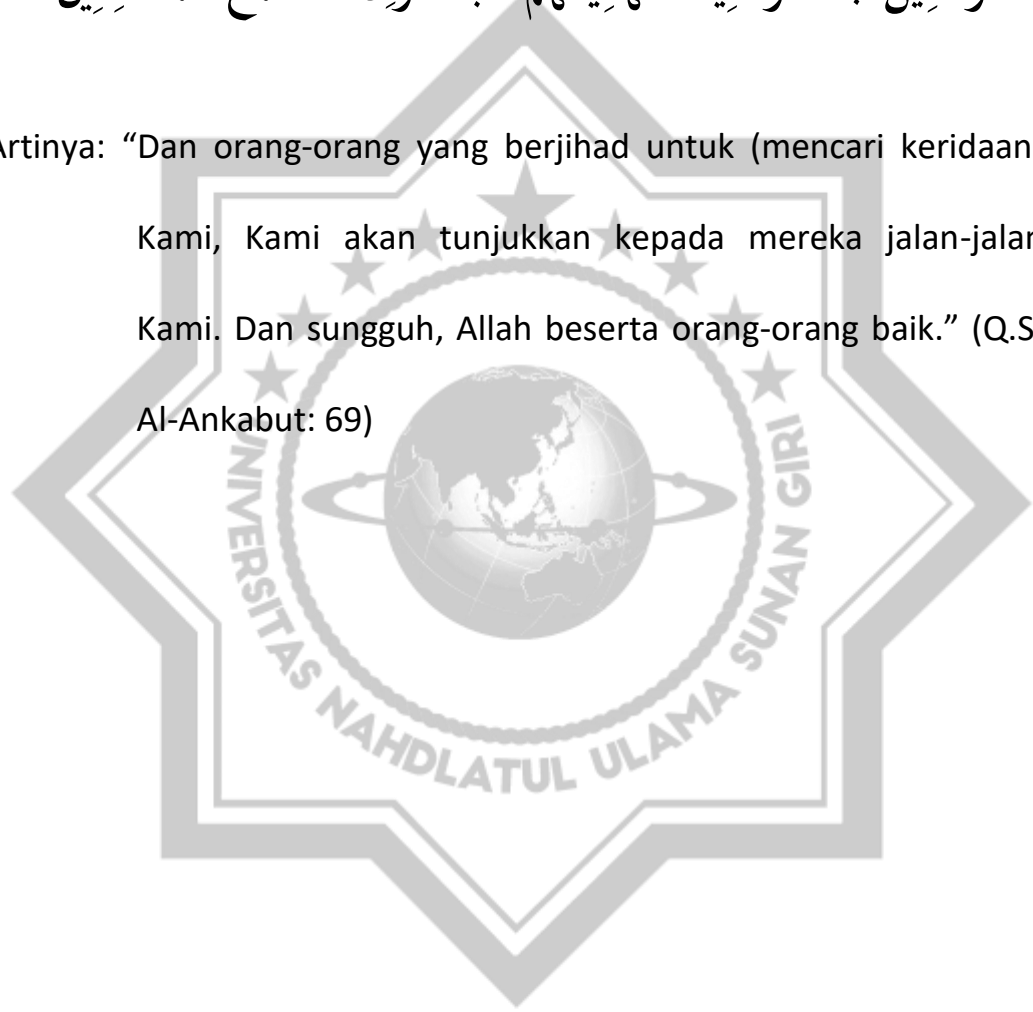 Artinya: “Dan orang-orang yang berjihad untuk (mencari keridaan
Kami, Kami akan tunjukkan kepada mereka jalan-jalan
Kami. Dan sungguh, Allah beserta orang-orang baik.” (Q.S
Al-Ankabut: 69)
UNIVERSITAS NAHDLATUL ULAMA SUNAN GIRI